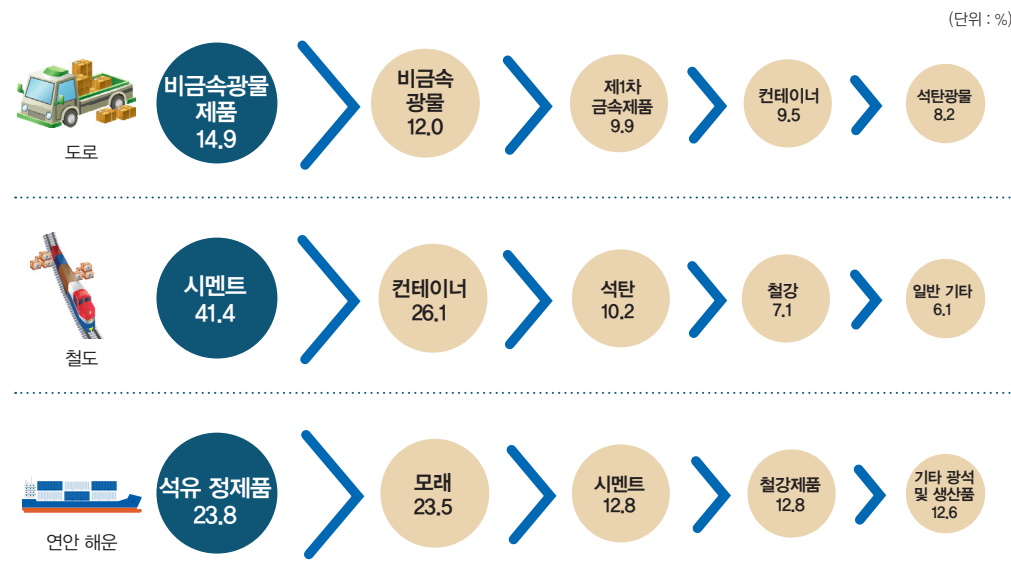 (단위 : %)
비금속광물
제품
14.9
비금속
광물
12.0
제1차
금속제품
9.9
컨테이너
9.5
석탄광물
8.2
도로
시멘트
41.4
컨테이너
26.1
석탄
10.2
철강
7.1
일반 기타
6.1
철도
석유 정제품
23.8
모래
23.5
시멘트
12.8
철강제품
12.8
기타 광석
및 생산품
12.6
연안 해운